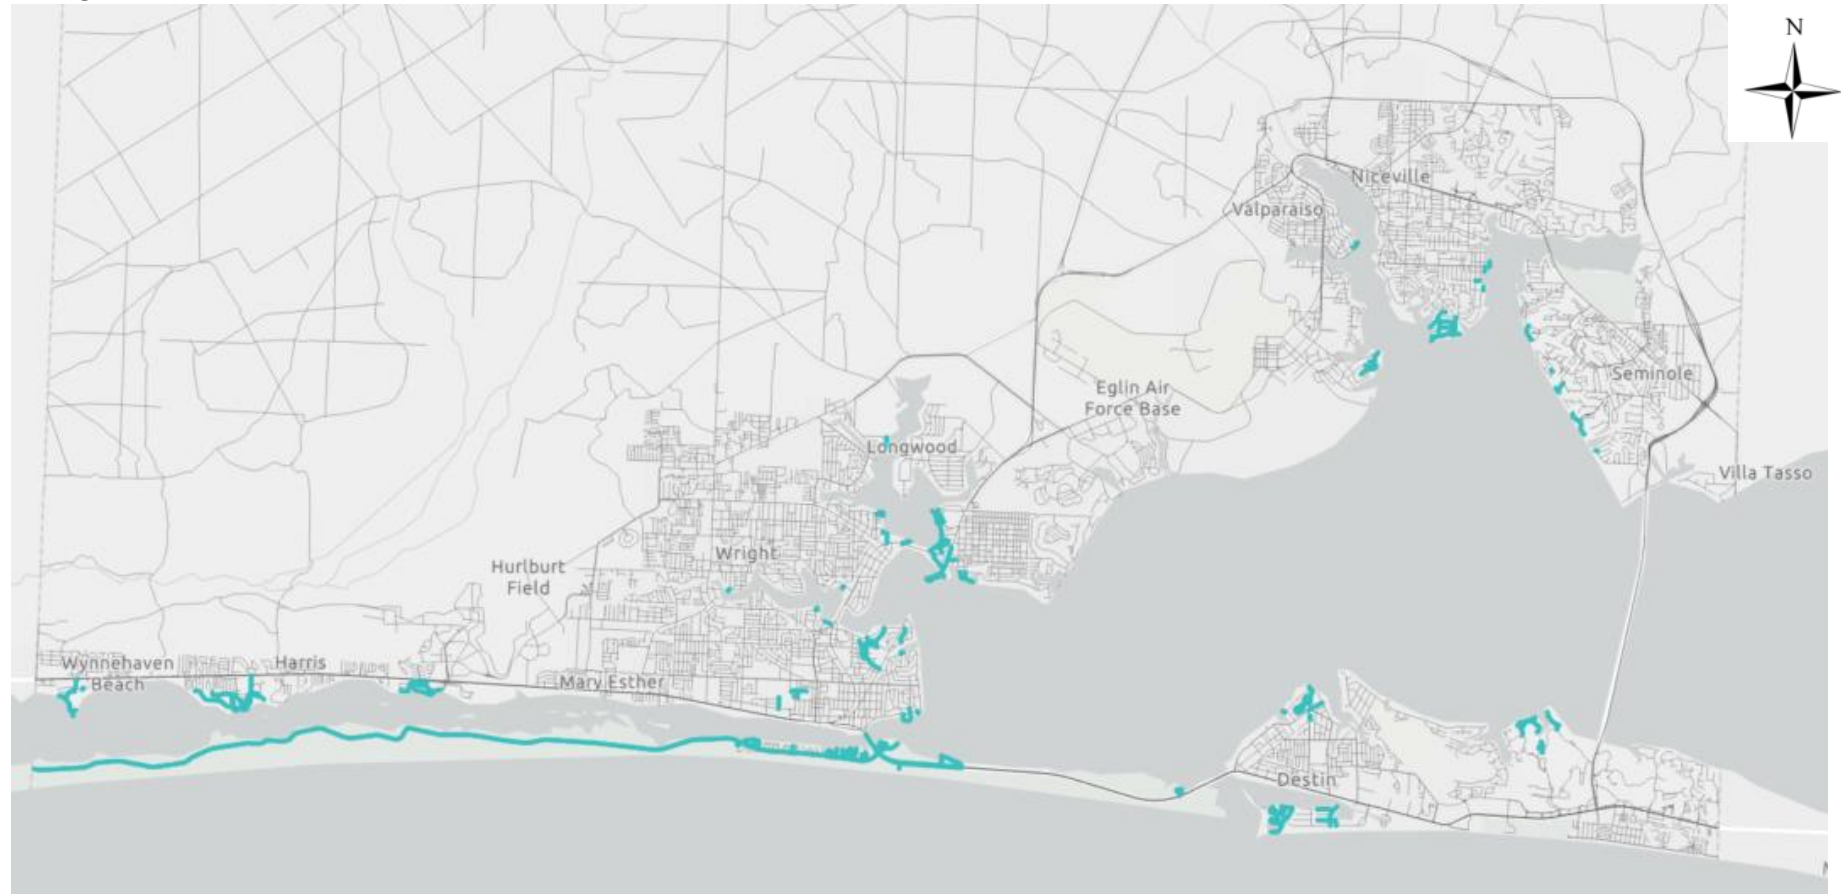 N
Niceville
Valparaiso
Eglin Air
Force Base
Seminole
Longwood
Villa Tasso
Wright
Hurlburt
Field
Wynnehaven
Beach
Harris
Mary Esther
Destin